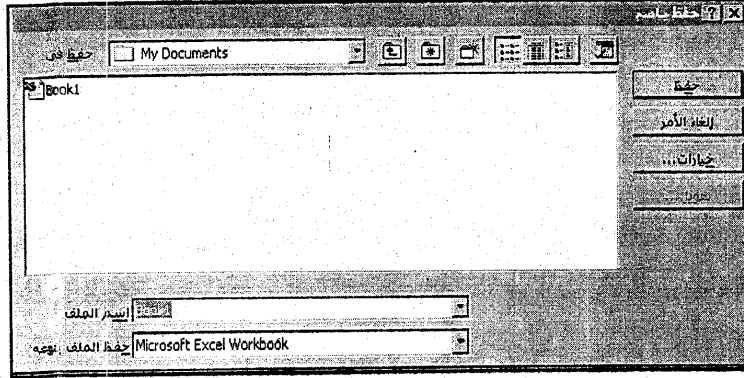 حفظ باسم
حفظ في My Documents
Book1
حفظ
إلغاء الأمر
خيارات...
اسم الملف
حفظ الملف بنوعه Microsoft Excel Workbook